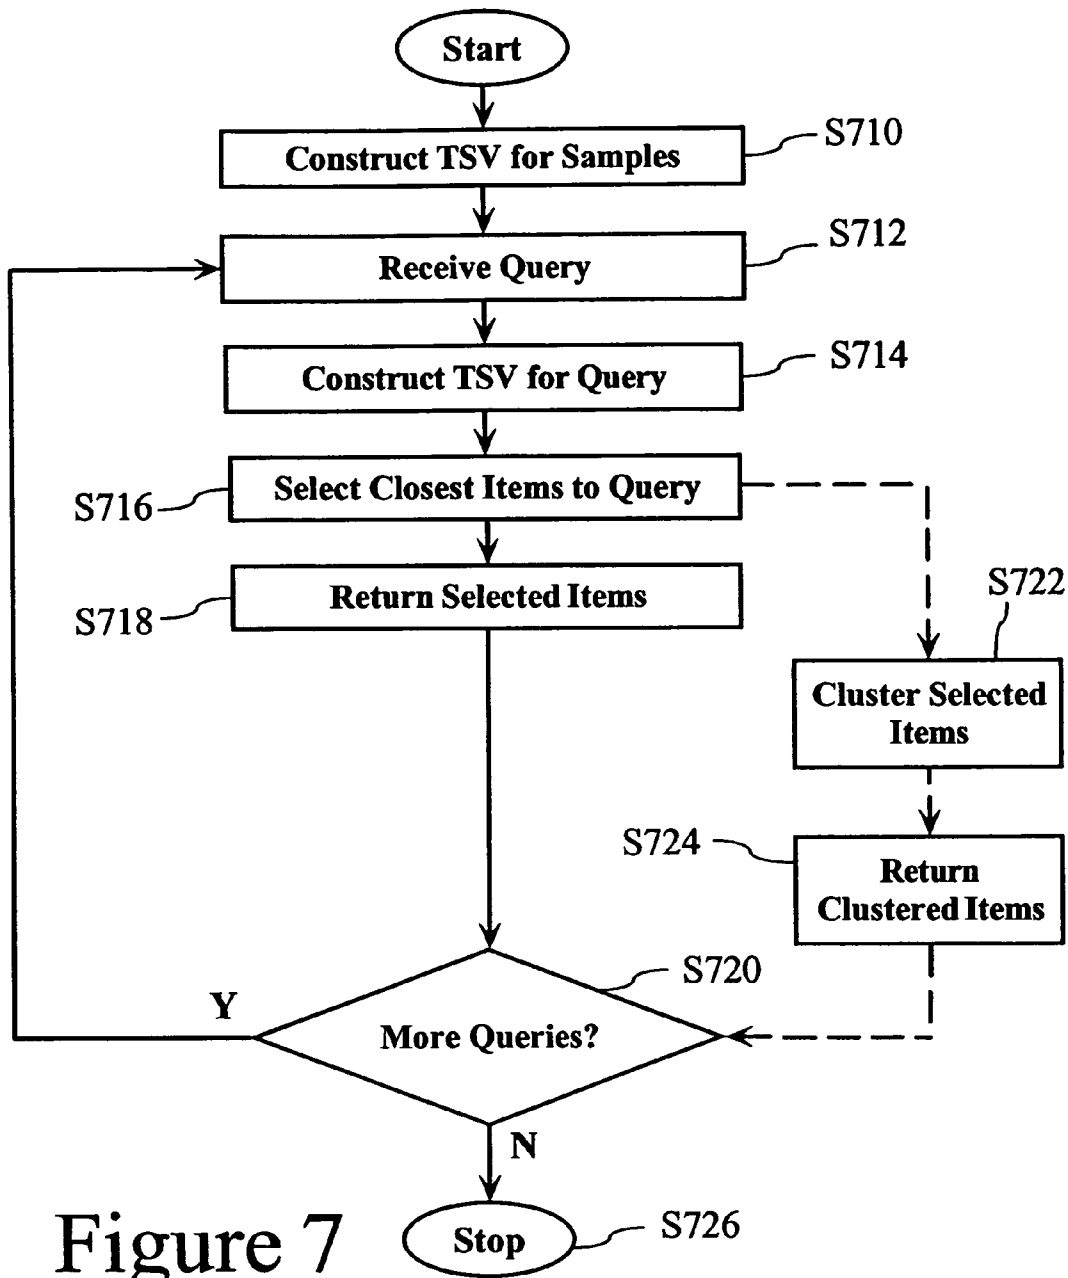 Start
Construct TSV for Samples
S710
Receive Query
S712
Construct TSV for Query
S714
Select Closest Items to Query
S716
Return Selected Items
S718
S722
Cluster Selected
Items
S724
Return
Clustered Items
S720
More Queries?
Y
N
Stop
S726
Figure 7